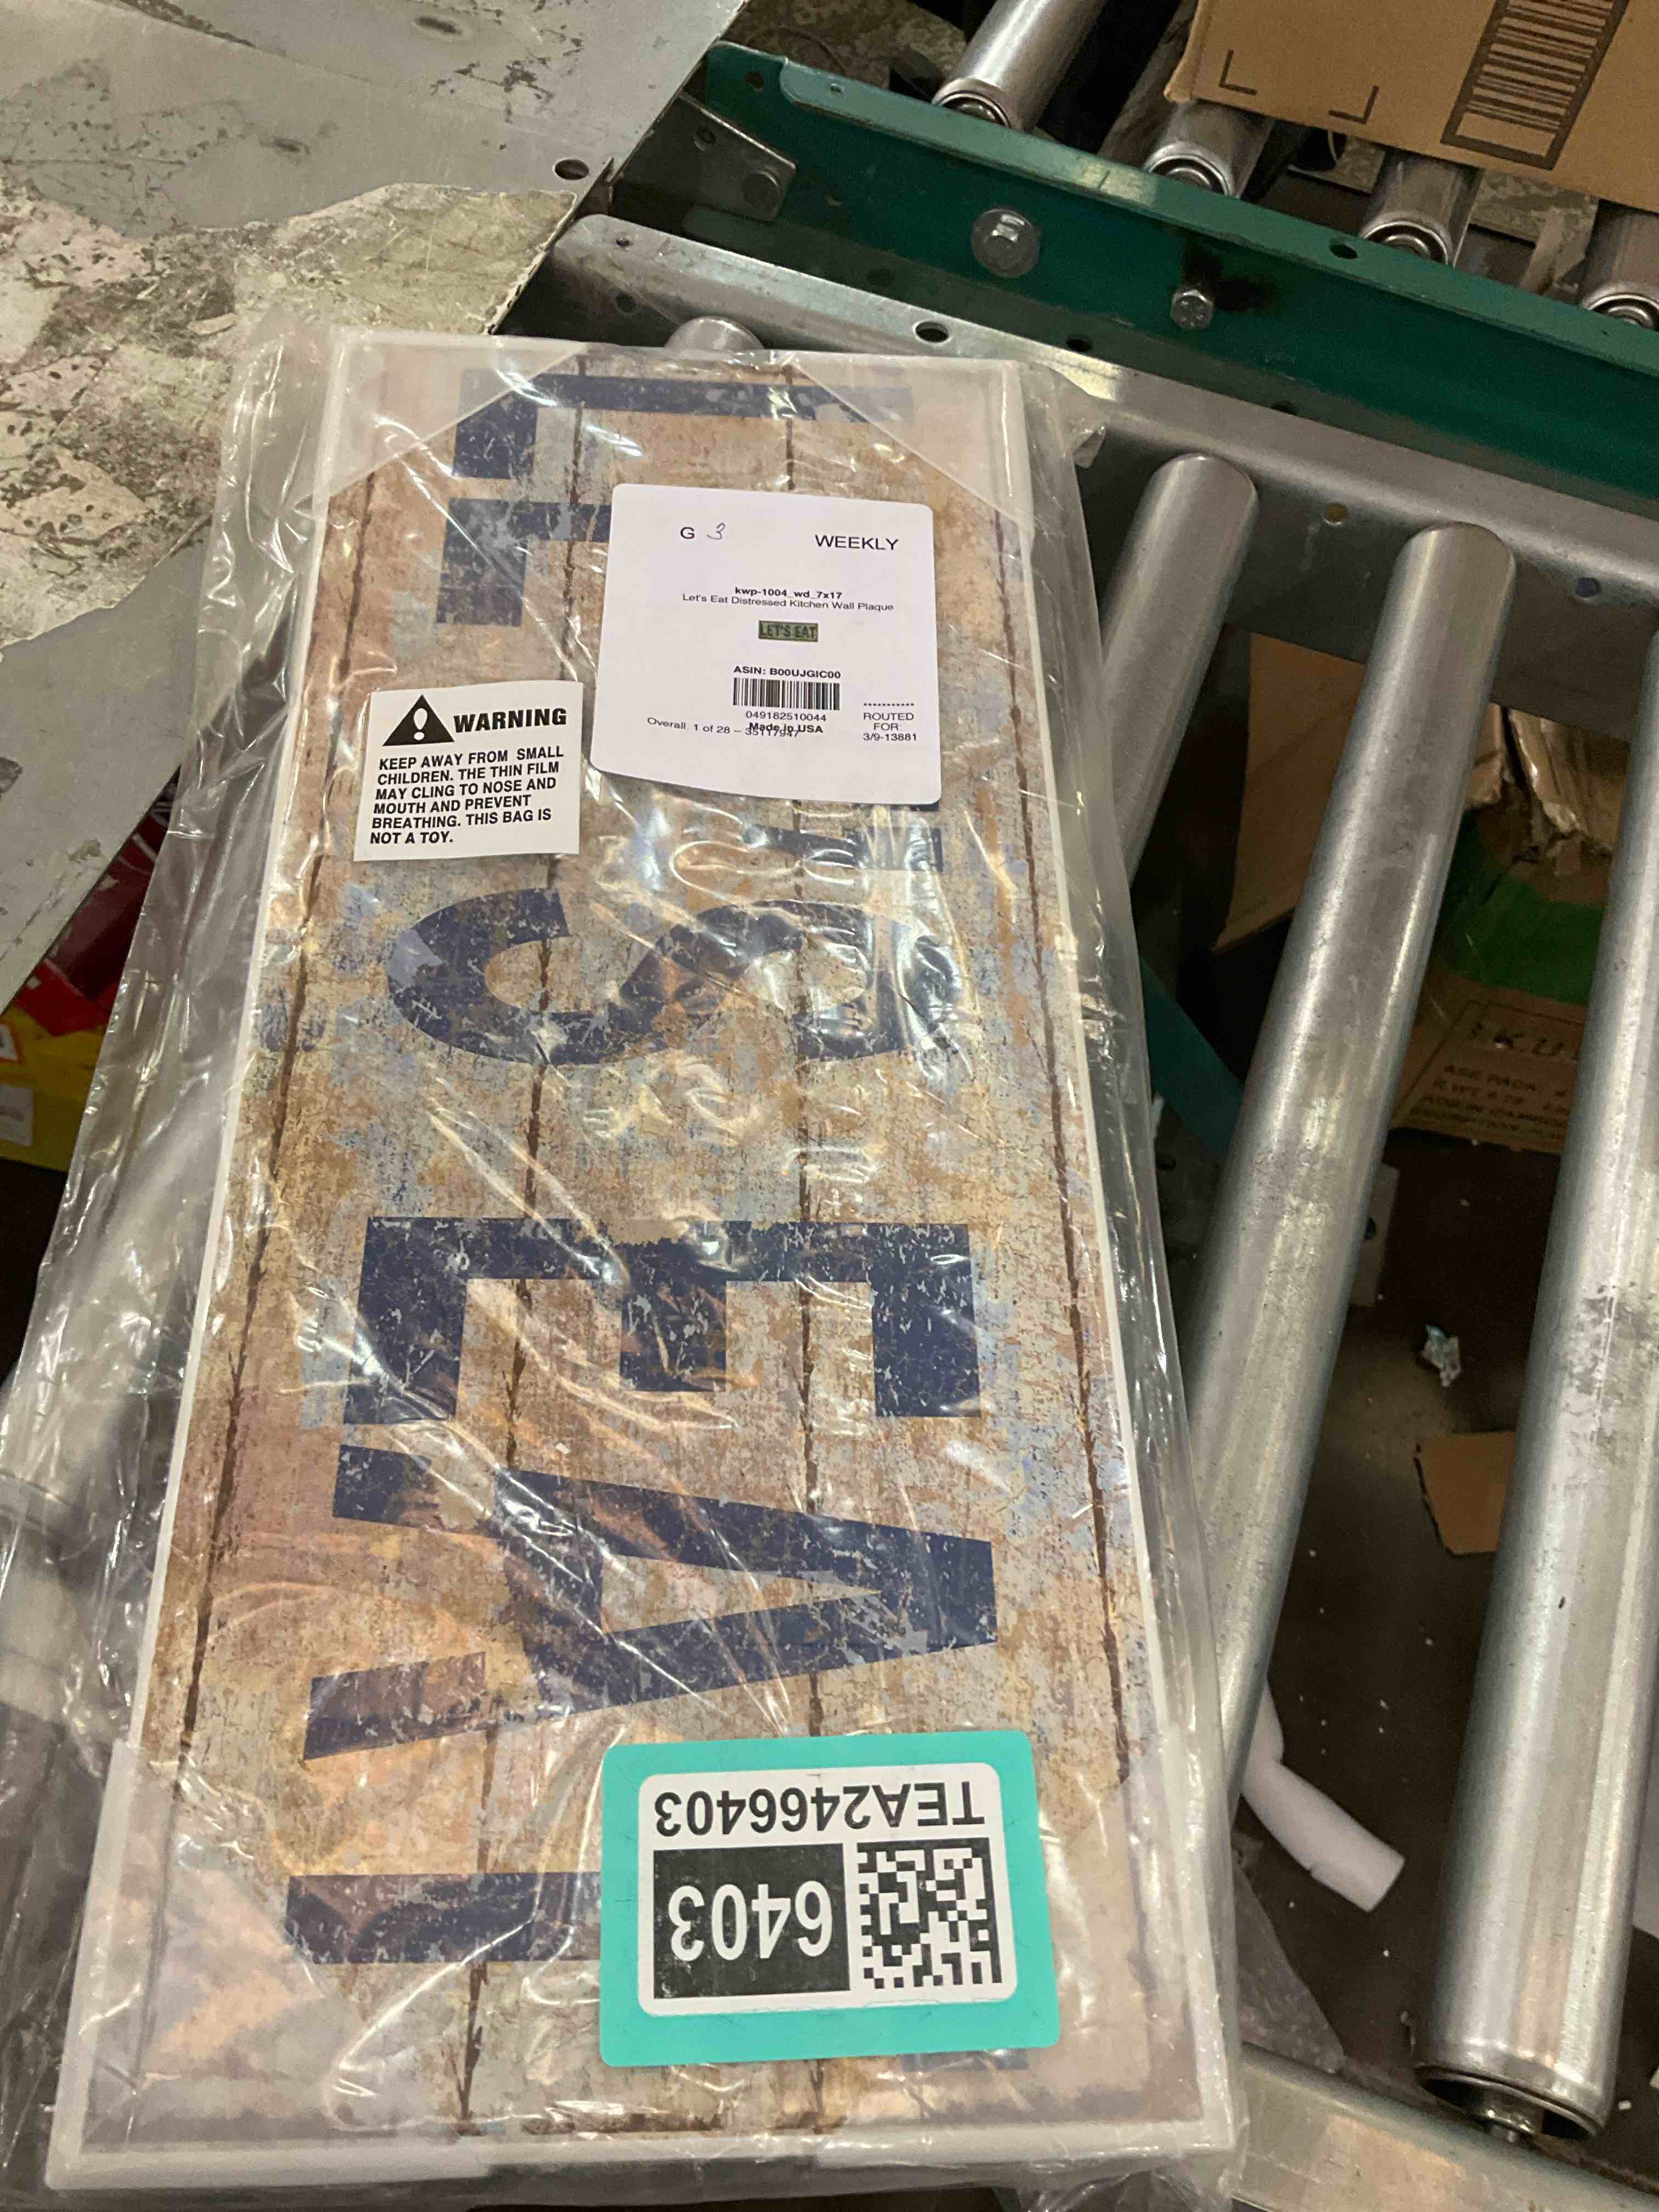 G 3 WEEKLY
kwp-1004_wd_7x17
Let's Eat Distressed Kitchen Wall Plaque
LET'S EAT
ASIN: B00UJGIC00
049182510044
Made in USA
Overall: 1 of 28 – 35117947
***********
ROUTED
FOR:
3/9-13881
WARNING
KEEP AWAY FROM SMALL
CHILDREN. THE THIN FILM
MAY CLING TO NOSE AND
MOUTH AND PREVENT
BREATHING. THIS BAG IS
NOT A TOY.
LET'S EAT
TEA2466403
6403
S.K.U.